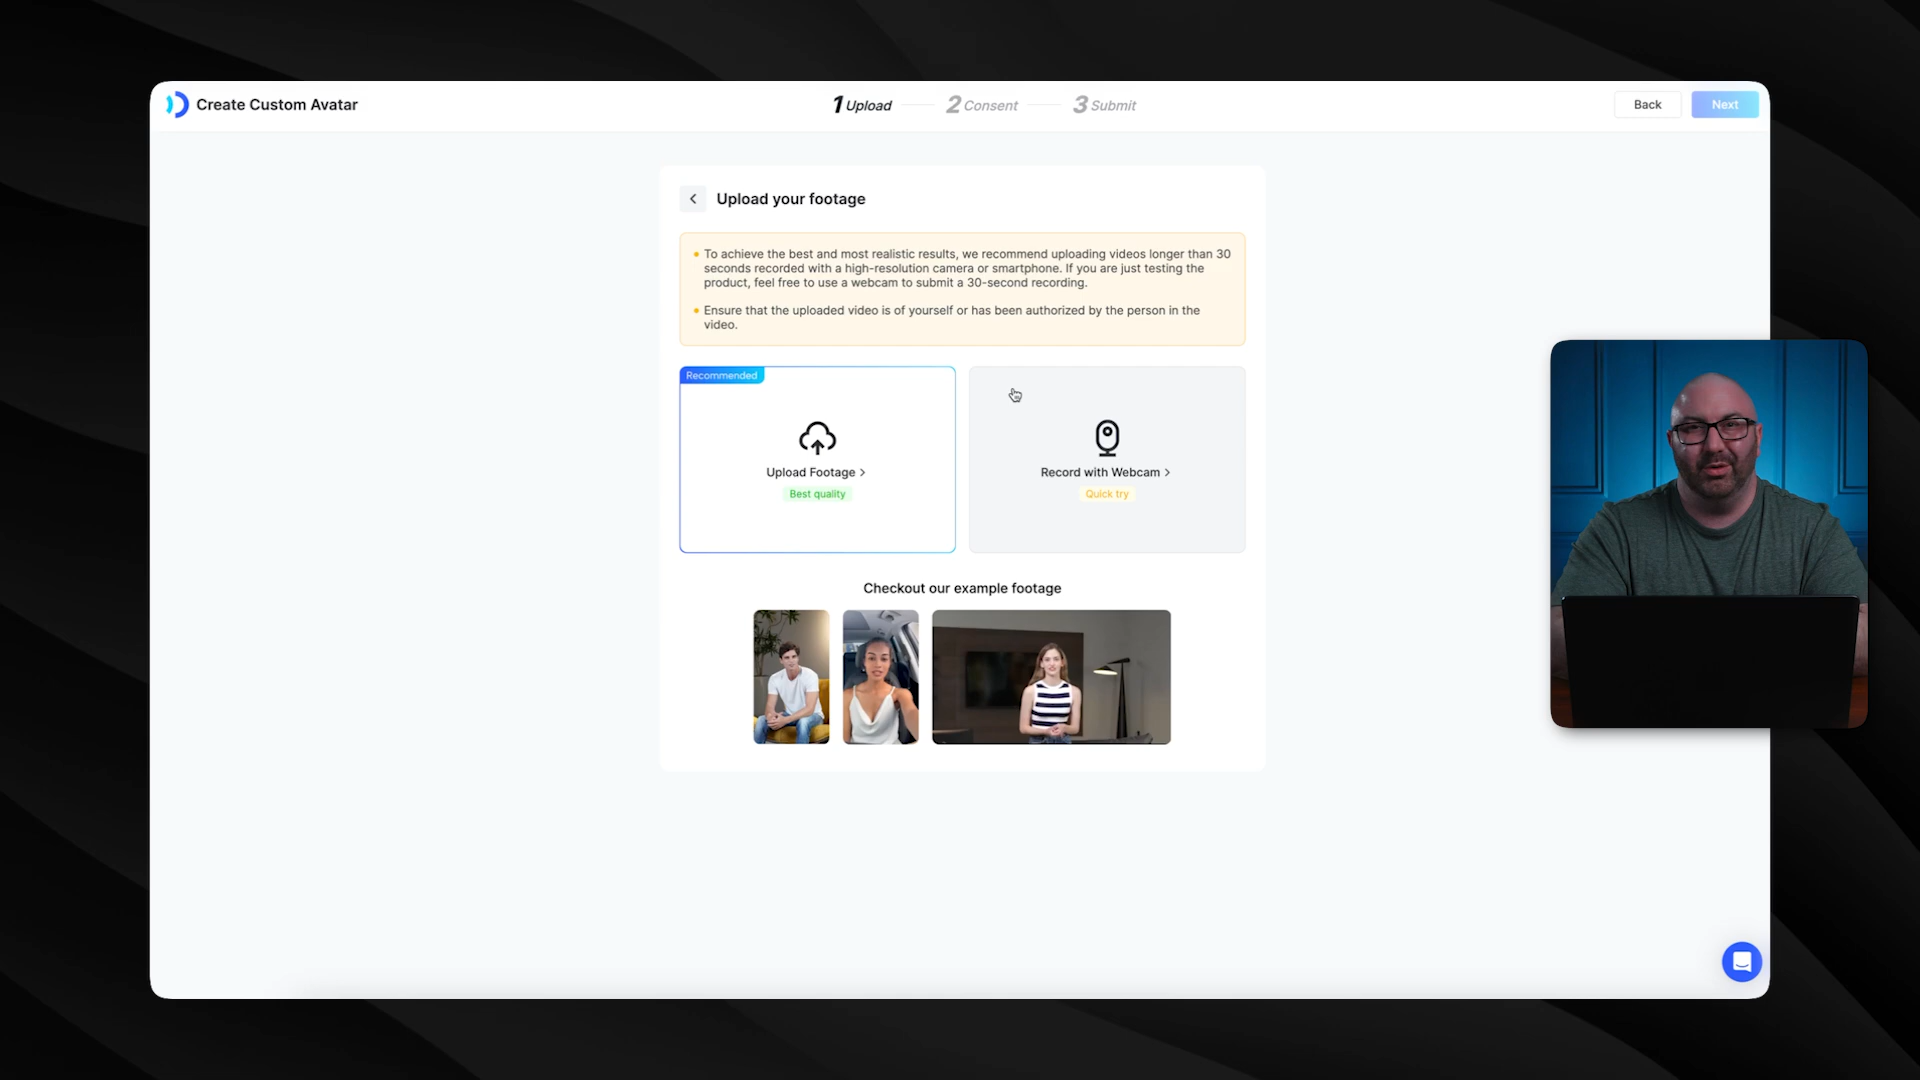 Create Custom Avatar
1 Upload
2 Consent
3 Submit
Back
Next
Upload your footage
To achieve the best and most realistic results, we recommend uploading videos longer than 30
seconds recorded with a high-resolution camera or smartphone. If you are just testing the
product, feel free to use a webcam to submit a 30-second recording.
Ensure that the uploaded video is of yourself or has been authorized by the person in the
video.
Recommended
Upload Footage
Best quality
Record with Webcam
Quick try
Checkout our example footage